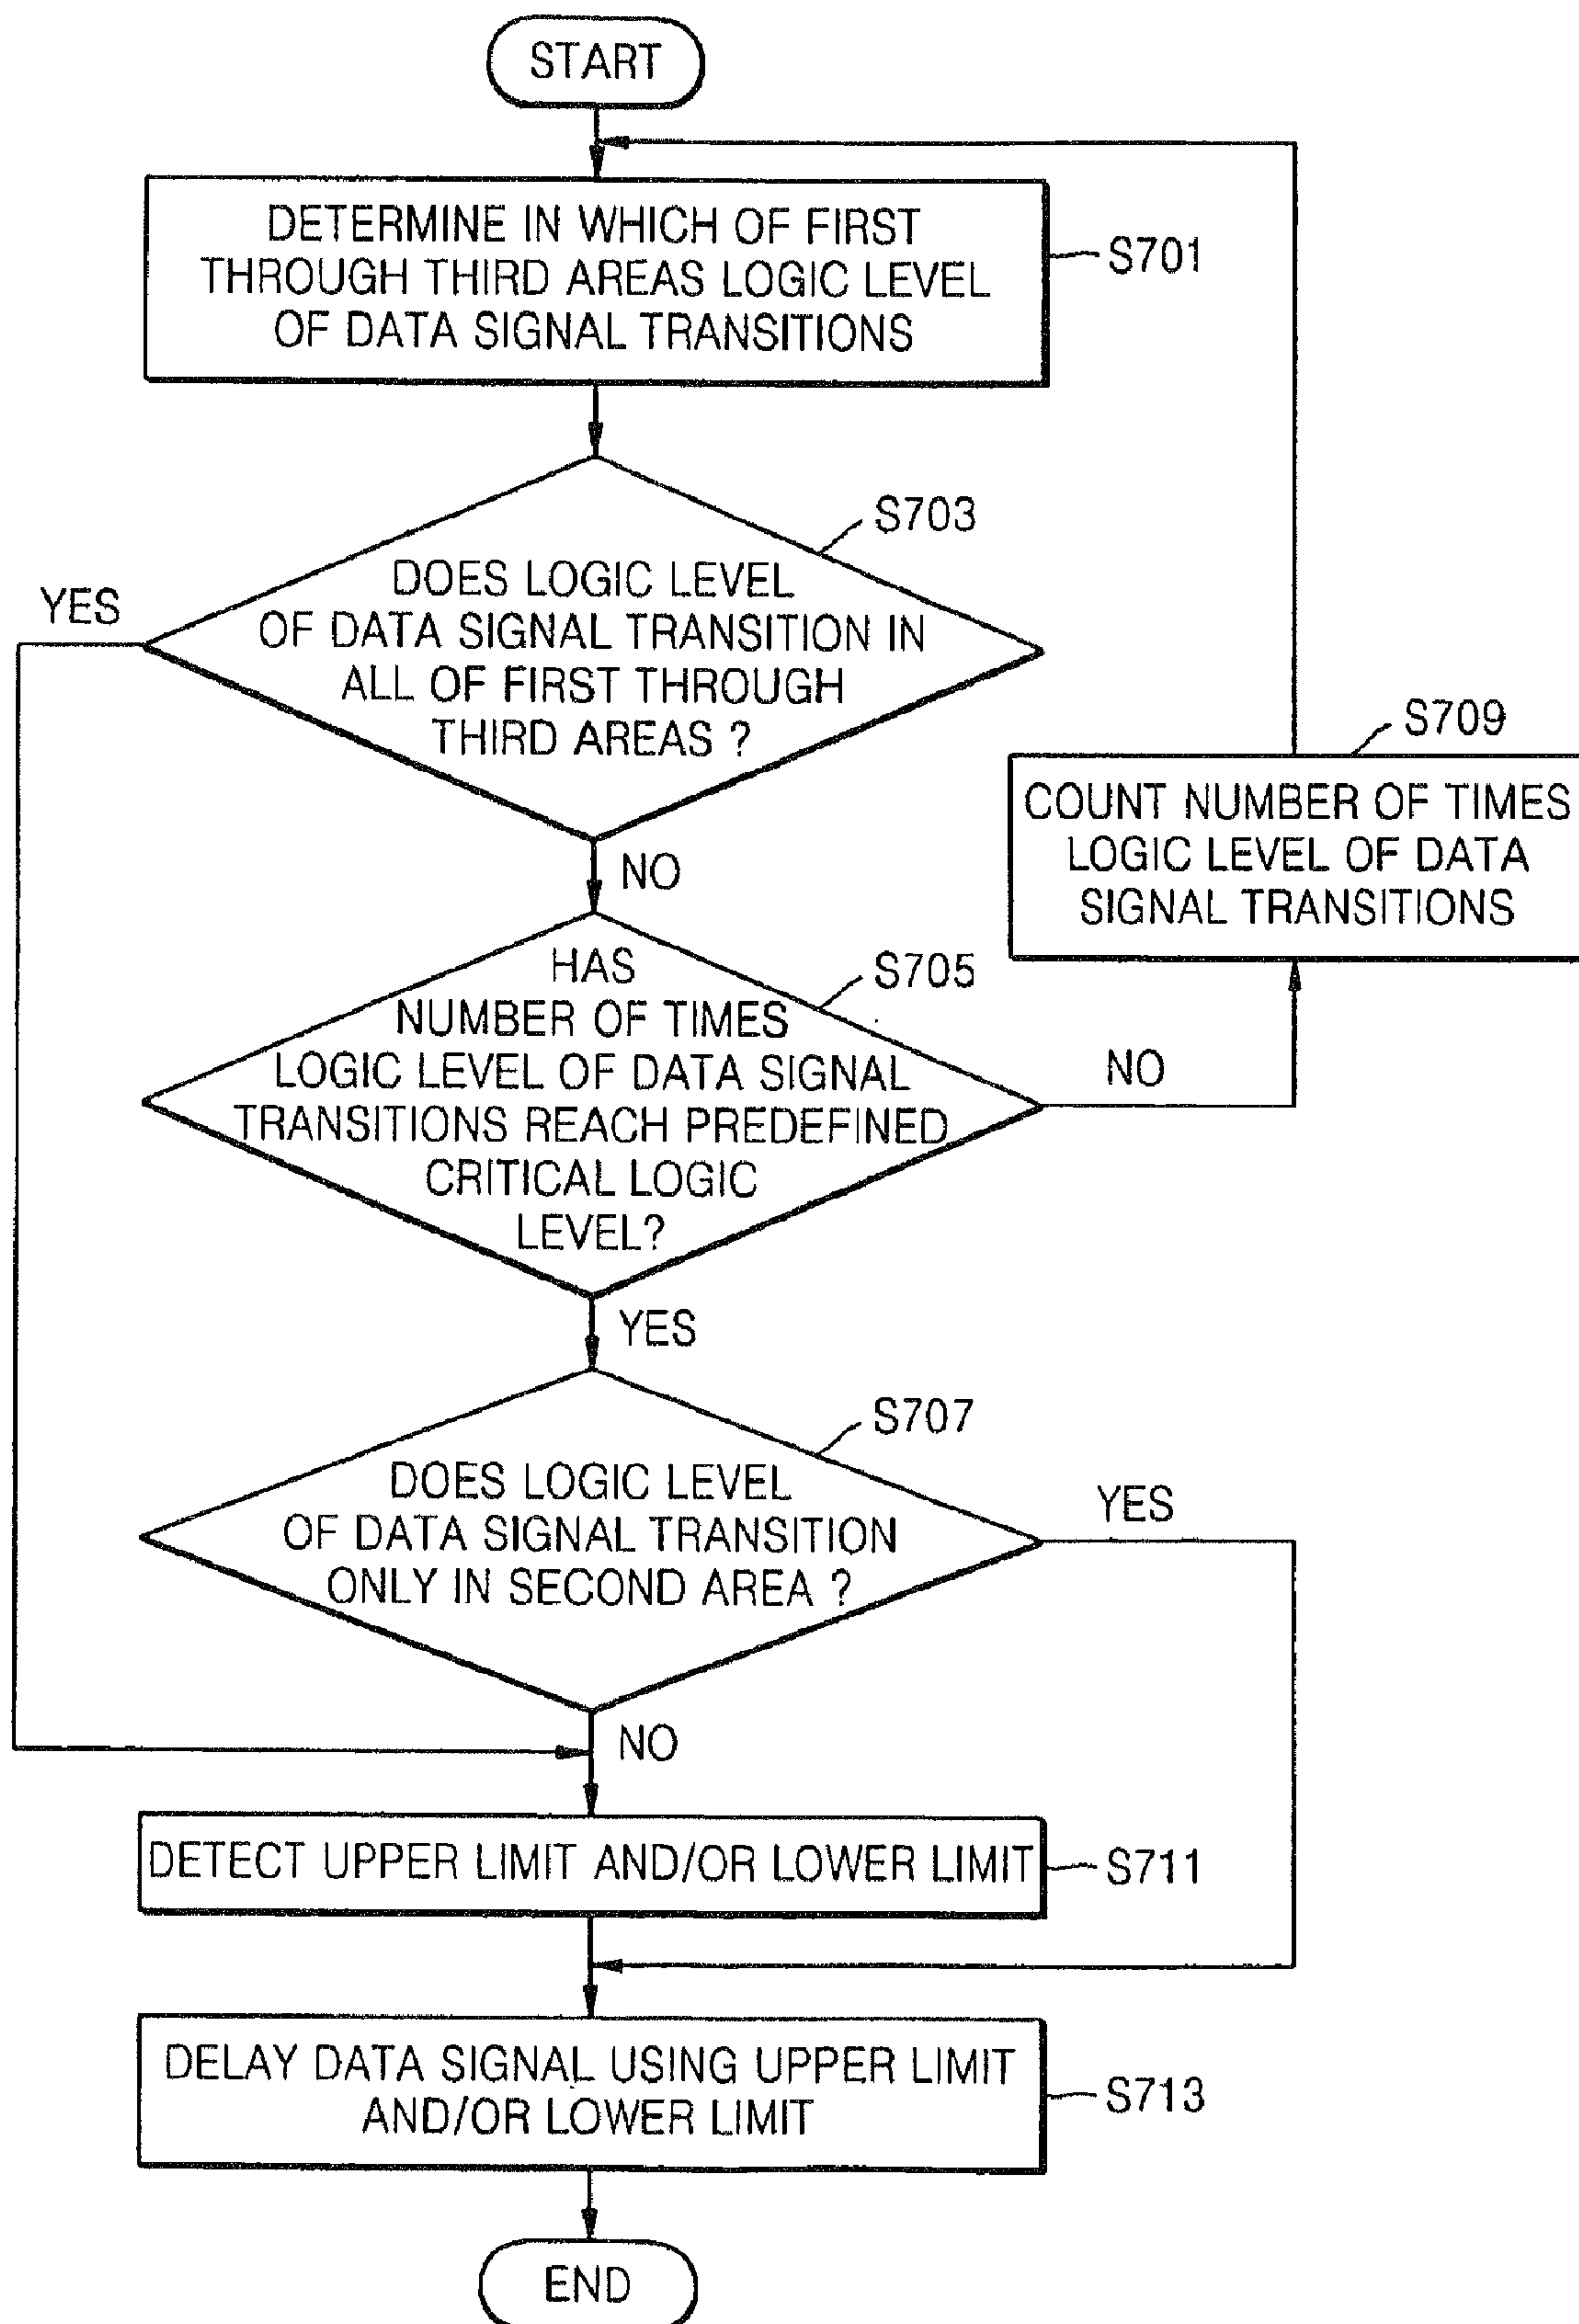 START
DETERMINE IN WHICH OF FIRST
THROUGH THIRD AREAS LOGIC LEVEL
OF DATA SIGNAL TRANSITIONS
S701
S703
DOES LOGIC LEVEL
OF DATA SIGNAL TRANSITION IN
ALL OF FIRST THROUGH
THIRD AREAS ?
YES
NO
S709
COUNT NUMBER OF TIMES
LOGIC LEVEL OF DATA
SIGNAL TRANSITIONS
S705
HAS
NUMBER OF TIMES
LOGIC LEVEL OF DATA SIGNAL
TRANSITIONS REACH PREDEFINED
CRITICAL LOGIC
LEVEL?
NO
YES
S707
DOES LOGIC LEVEL
OF DATA SIGNAL TRANSITION
ONLY IN SECOND AREA ?
YES
NO
DETECT UPPER LIMIT AND/OR LOWER LIMIT
S711
DELAY DATA SIGNAL USING UPPER LIMIT
AND/OR LOWER LIMIT
S713
END